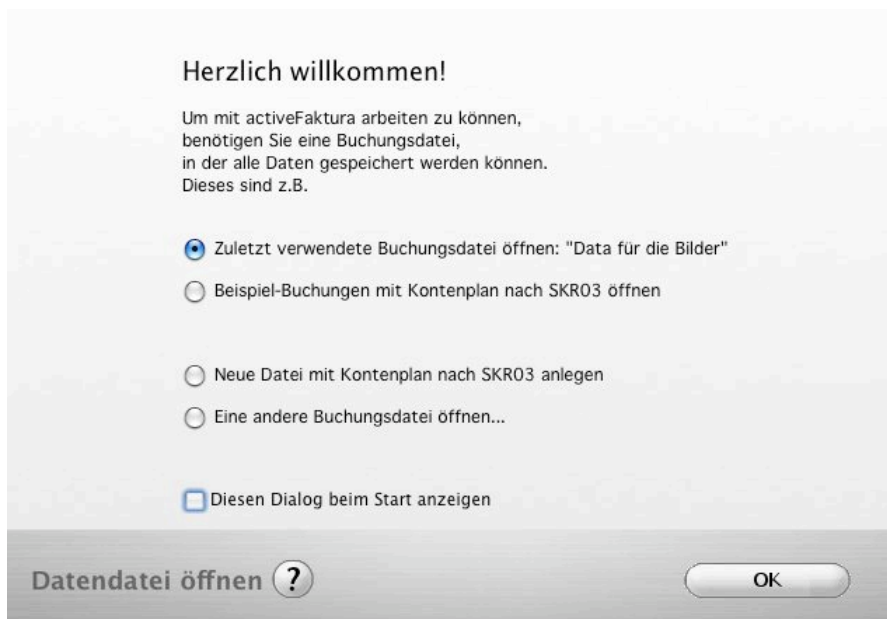 Herzlich willkommen!
Um mit activeFaktura arbeiten zu können,
benötigen Sie eine Buchungsdatei,
in der alle Daten gespeichert werden können.
Dieses sind z.B.
Zuletzt verwendete Buchungsdatei öffnen: "Data für die Bilder"
Beispiel-Buchungen mit Kontenplan nach SKR03 öffnen
Neue Datei mit Kontenplan nach SKR03 anlegen
Eine andere Buchungsdatei öffnen...
Diesen Dialog beim Start anzeigen
Datendatei öffnen ?
OK